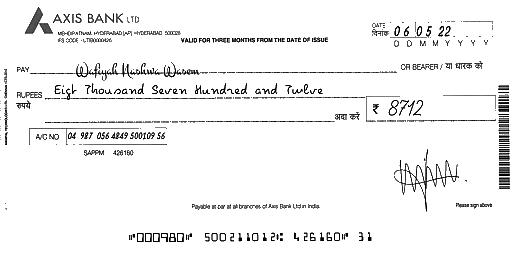 AXIS BANK LTD
MEHDIPATNAM, HYDERABAD [AP] HYDERABAD 500028
IFS CODE - UTIB0000426
VALID FOR THREE MONTHS FROM THE DATE OF ISSUE
DATE
दिनांक
06 05 22
D D M M Y Y Y Y
PAY Wafiyah Nashwa Wasem OR BEARER / या धारक को
RUPEES Eigt Thousand Seven Hundred and Twelve
रुपये
अदा करें ₹ 8712
A/C NO 04 987 056 4849 500109 56
SAPPM 426160
Payable at par at all branches of Axis Bank Ltd in India.
Please sign above
⑈000980⑈ 500211012⑆ 426160⑈ 31